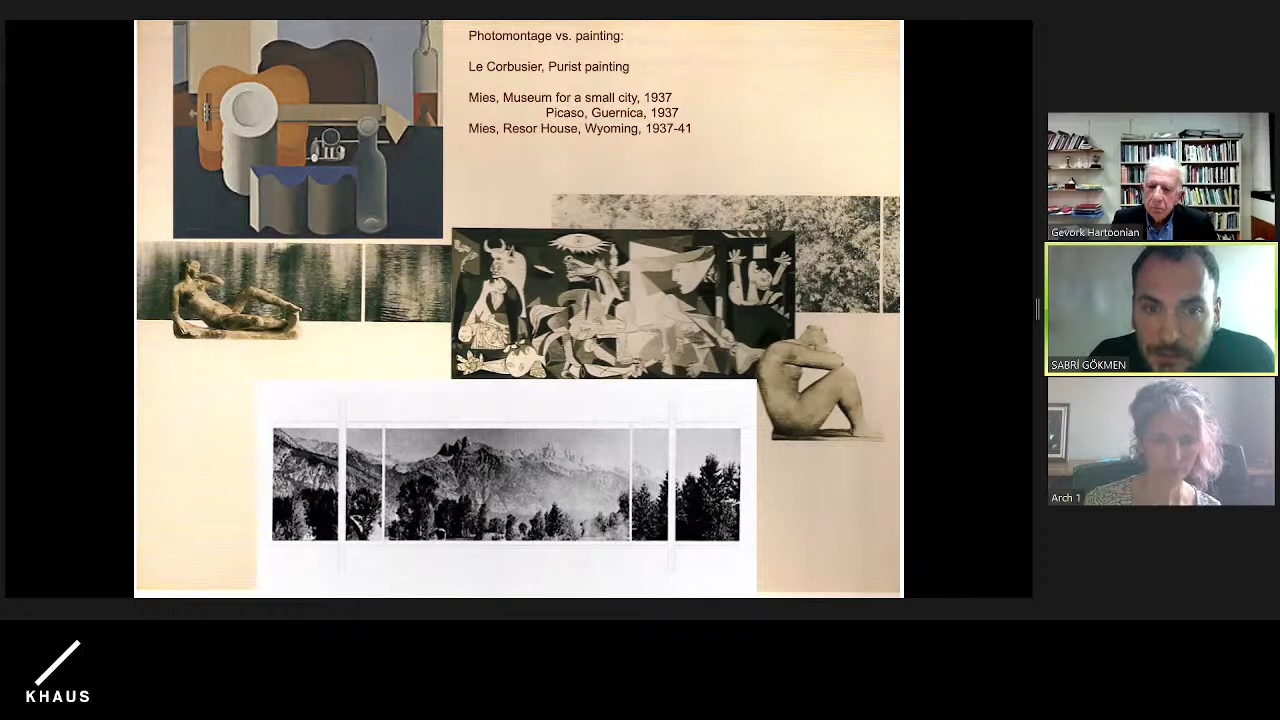 Photomontage vs. painting:
Le Corbusier, Purist painting
Mies, Museum for a small city, 1937
Picaso, Guernica, 1937
Mies, Resor House, Wyoming, 1937-41
Gevork Hartoonian
SABRİ GÖKMEN
Arch 1
KHAUS